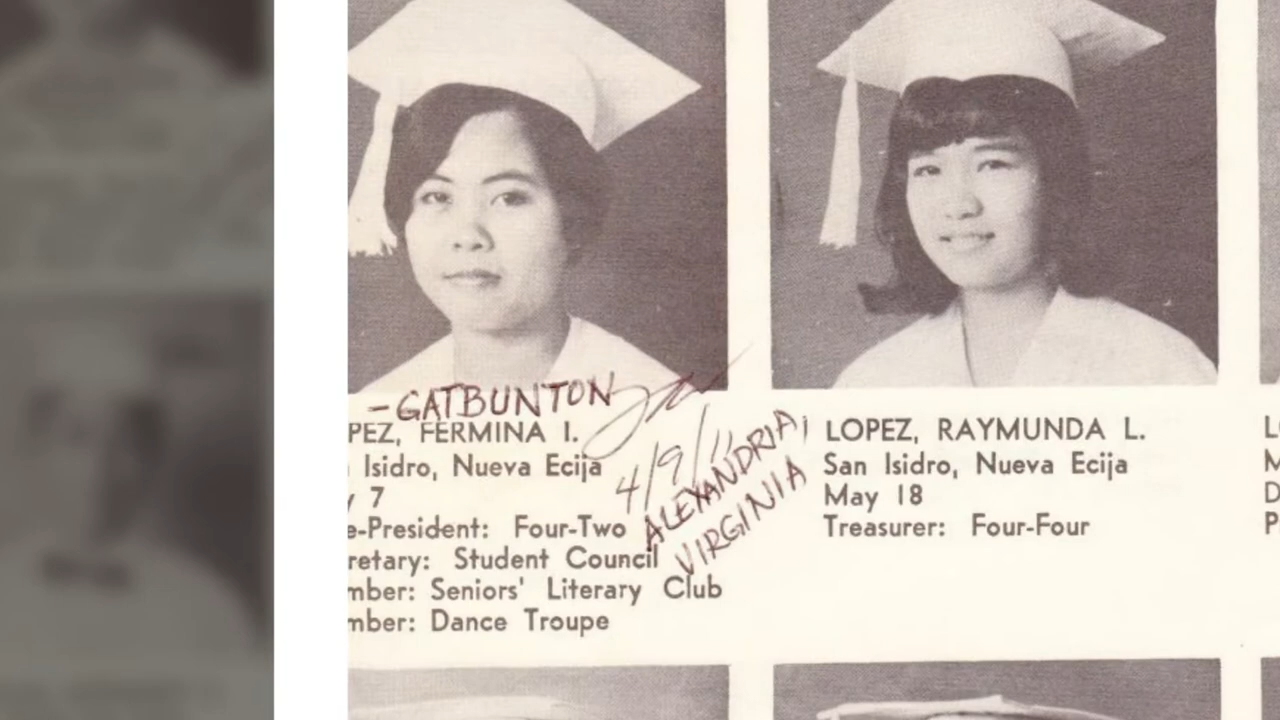 -GATBUNTON
PEZ, FERMINA I.
Isidro, Nueva Ecija
7
e-President: Four-Two
retary: Student Council
mber: Seniors' Literary Club
mber: Dance Troupe
4/9/11
ALEXANDRIA,
VIRGINIA
LOPEZ, RAYMUNDA L.
San Isidro, Nueva Ecija
May 18
Treasurer: Four-Four
L
M
D
P